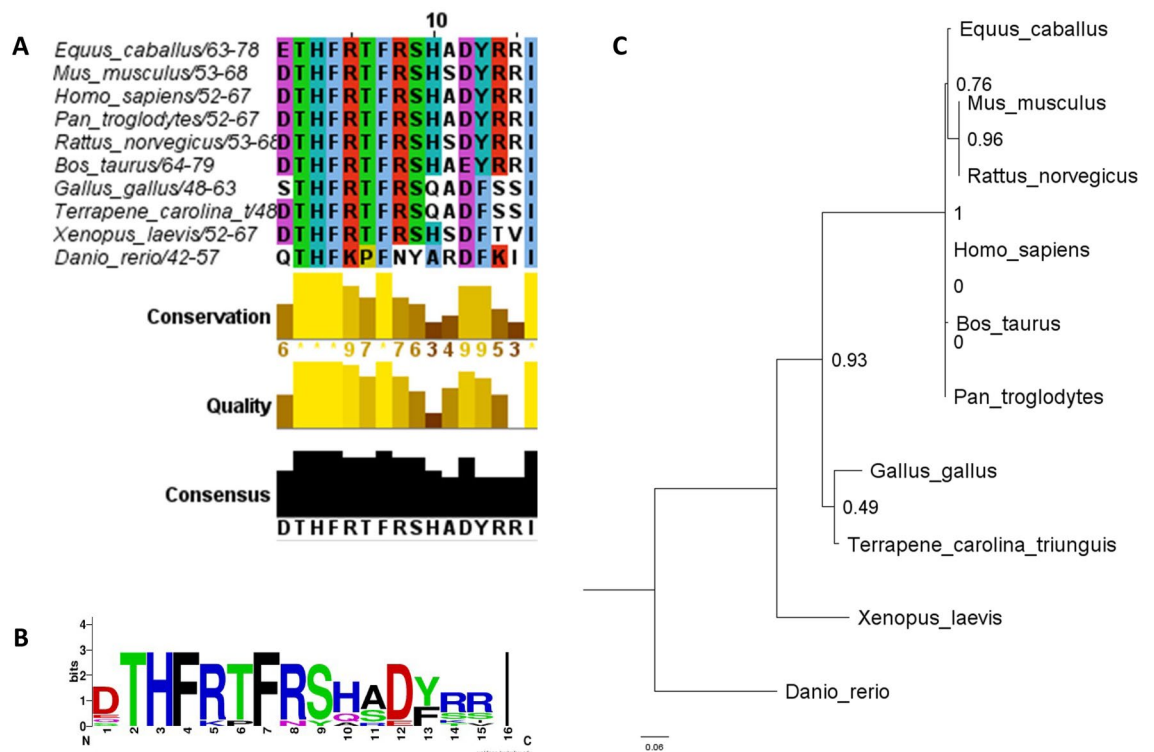 A
10
Equus_caballus/63-78 ETHFRTFRSHADYRRI
Mus_musculus/53-68 DTHFRTFRSHSDYRRI
Homo_sapiens/52-67 DTHFRTFRSHADYRRI
Pan_troglodytes/52-67 DTHFRTFRSHADYRRI
Rattus_norvegicus/53-68 DTHFRTFRSHSDYRRI
Bos_taurus/64-79 DTHFRTFRSHAEYRRI
Gallus_gallus/48-63 STHFRTFRSQADFSSI
Terrapene_carolina_t/48 DTHFRTFRSQADFSSI
Xenopus_laevis/52-67 DTHFRTFRSHSDFTVI
Danio_rerio/42-57 QTHFKPFNYARDFKII
Conservation
6 * * * 9 7 * 7 6 3 4 9 9 5 3 *
Quality
Consensus
DTHFRTFRSHADYRRI
B
bits
4
3
2
1
0
DTHFRTFRSHADYRRI
1 2 3 4 5 6 7 8 9 10 11 12 13 14 15 16
N C
C
Equus_caballus
0.76
Mus_musculus
0.96
Rattus_norvegicus
1
Homo_sapiens
0
Bos_taurus
0
0.93
Pan_troglodytes
Gallus_gallus
0.49
Terrapene_carolina_triunguis
Xenopus_laevis
Danio_rerio
0.06